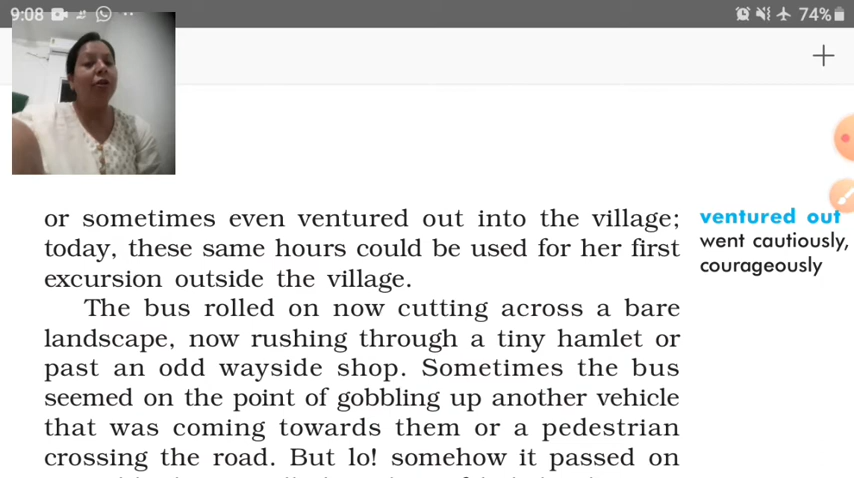 9:08
74%
or sometimes even ventured out into the village;
today, these same hours could be used for her first
excursion outside the village.
The bus rolled on now cutting across a bare
landscape, now rushing through a tiny hamlet or
past an odd wayside shop. Sometimes the bus
seemed on the point of gobbling up another vehicle
that was coming towards them or a pedestrian
crossing the road. But lo! somehow it passed on
ventured out
went cautiously,
courageously